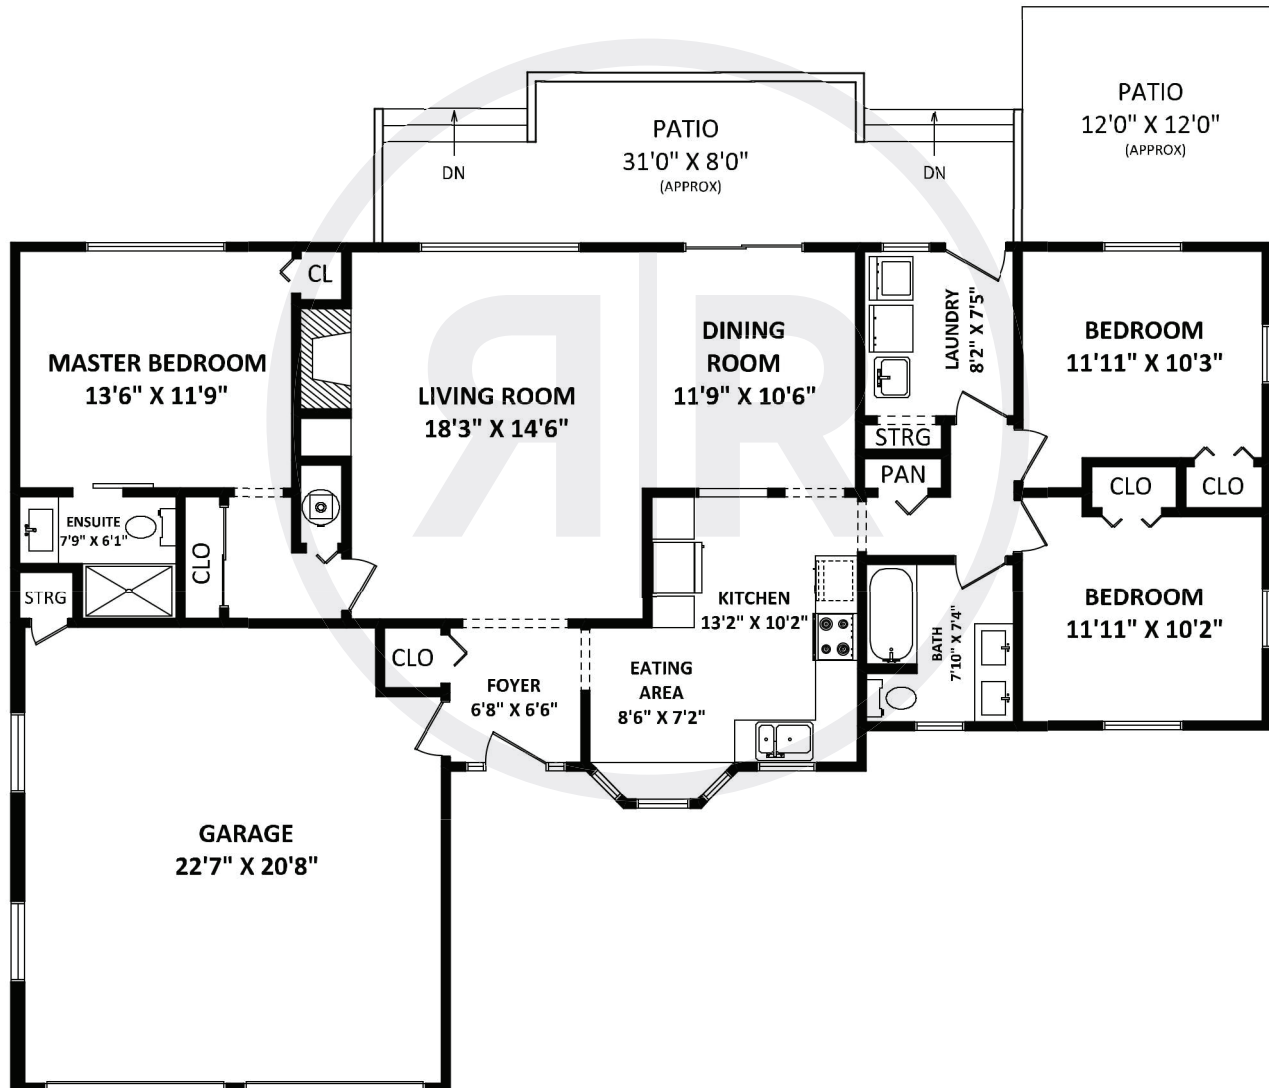 PATIO
12'0" X 12'0"
(APPROX)
PATIO
31'0" X 8'0"
(APPROX)
DN
DN
CL
MASTER BEDROOM
13'6" X 11'9"
LIVING ROOM
18'3" X 14'6"
DINING
ROOM
11'9" X 10'6"
LAUNDRY
8'2" X 7'5"
BEDROOM
11'11" X 10'3"
STRG
PAN
CLO
CLO
ENSUITE
7'9" X 6'1"
CLO
STRG
KITCHEN
13'2" X 10'2"
BATH
7'10" X 7'4"
BEDROOM
11'11" X 10'2"
CLO
FOYER
6'8" X 6'6"
EATING
AREA
8'6" X 7'2"
GARAGE
22'7" X 20'8"
R